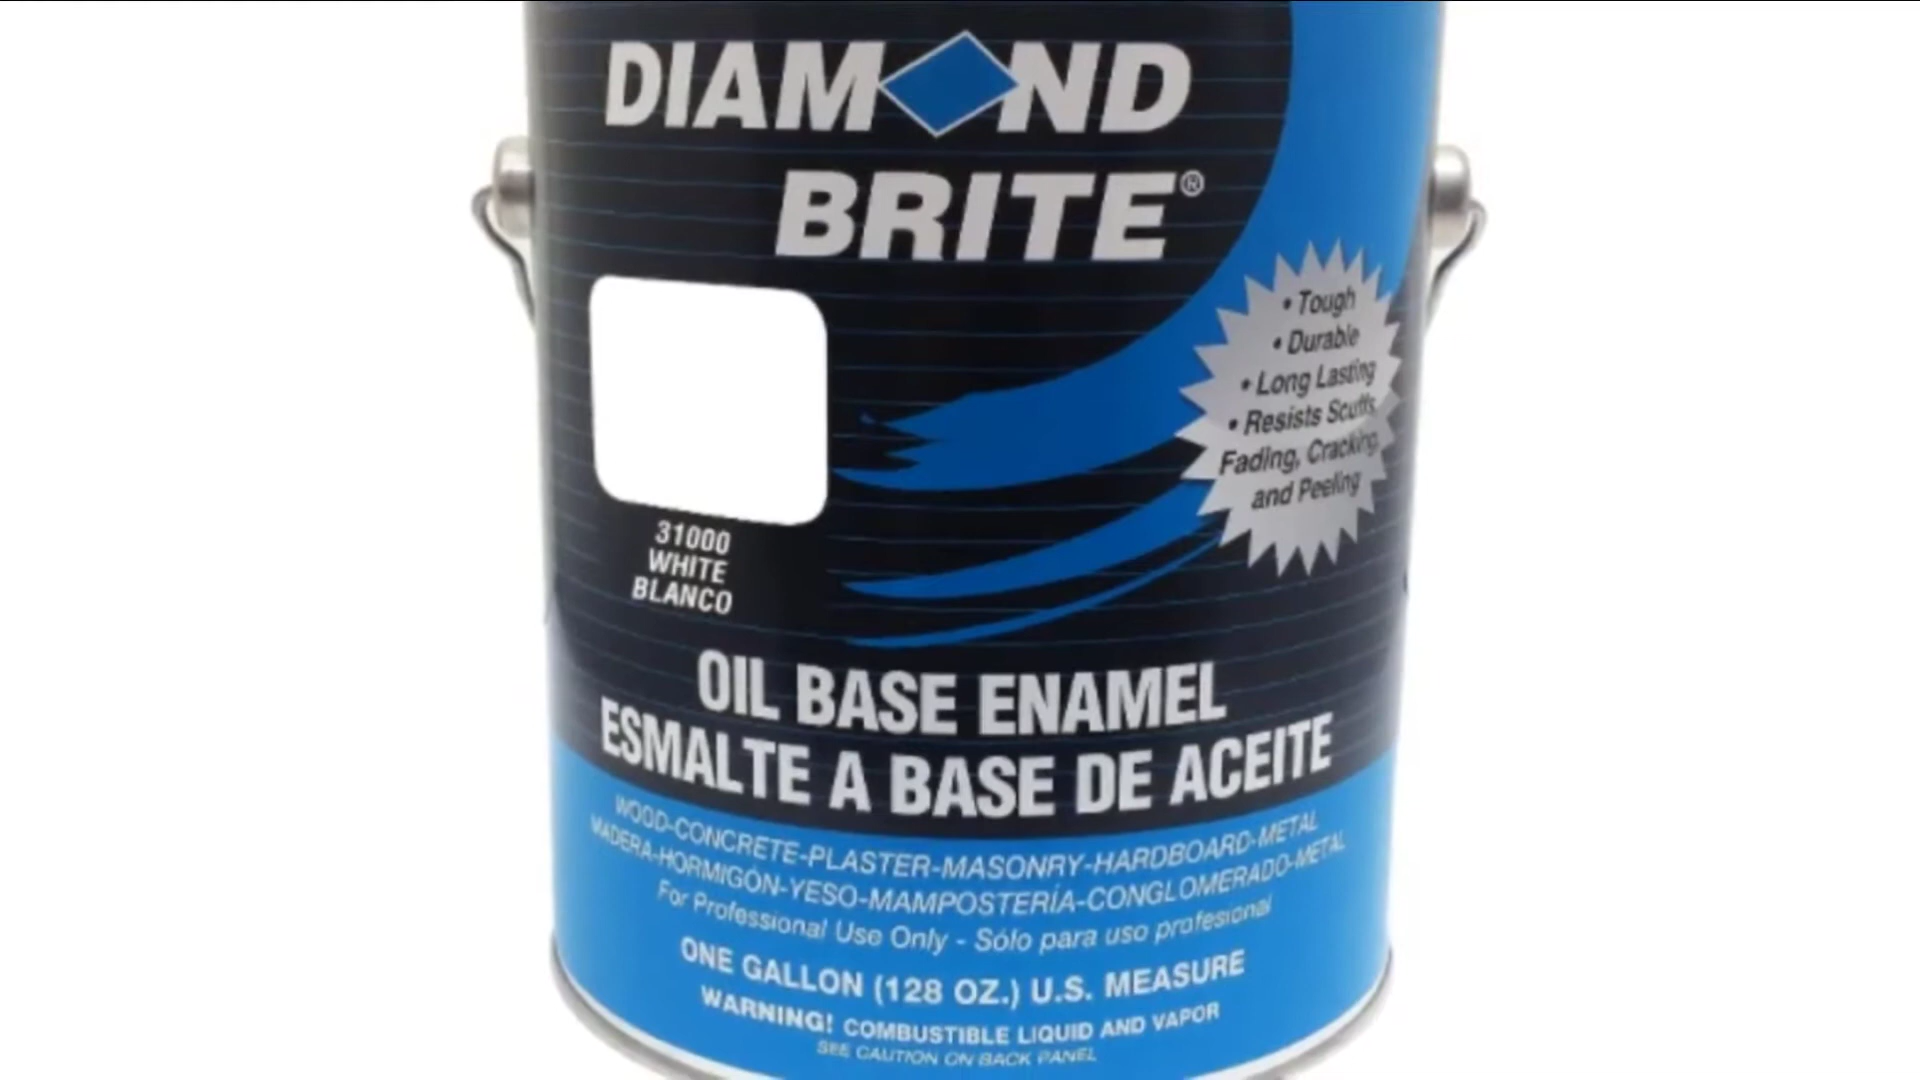 DIAMOND
BRITE®
• Tough
• Durable
• Long Lasting
• Resists Scuffs,
Fading, Cracking,
and Peeling
31000
WHITE
BLANCO
OIL BASE ENAMEL
ESMALTE A BASE DE ACEITE
WOOD-CONCRETE-PLASTER-MASONRY-HARDBOARD-METAL
MADERA-HORMIGÓN-YESO-MAMPOSTERÍA-CONGLOMERADO-METAL
For Professional Use Only - Sólo para uso profesional
ONE GALLON (128 OZ.) U.S. MEASURE
WARNING! COMBUSTIBLE LIQUID AND VAPOR
SEE CAUTION ON BACK PANEL